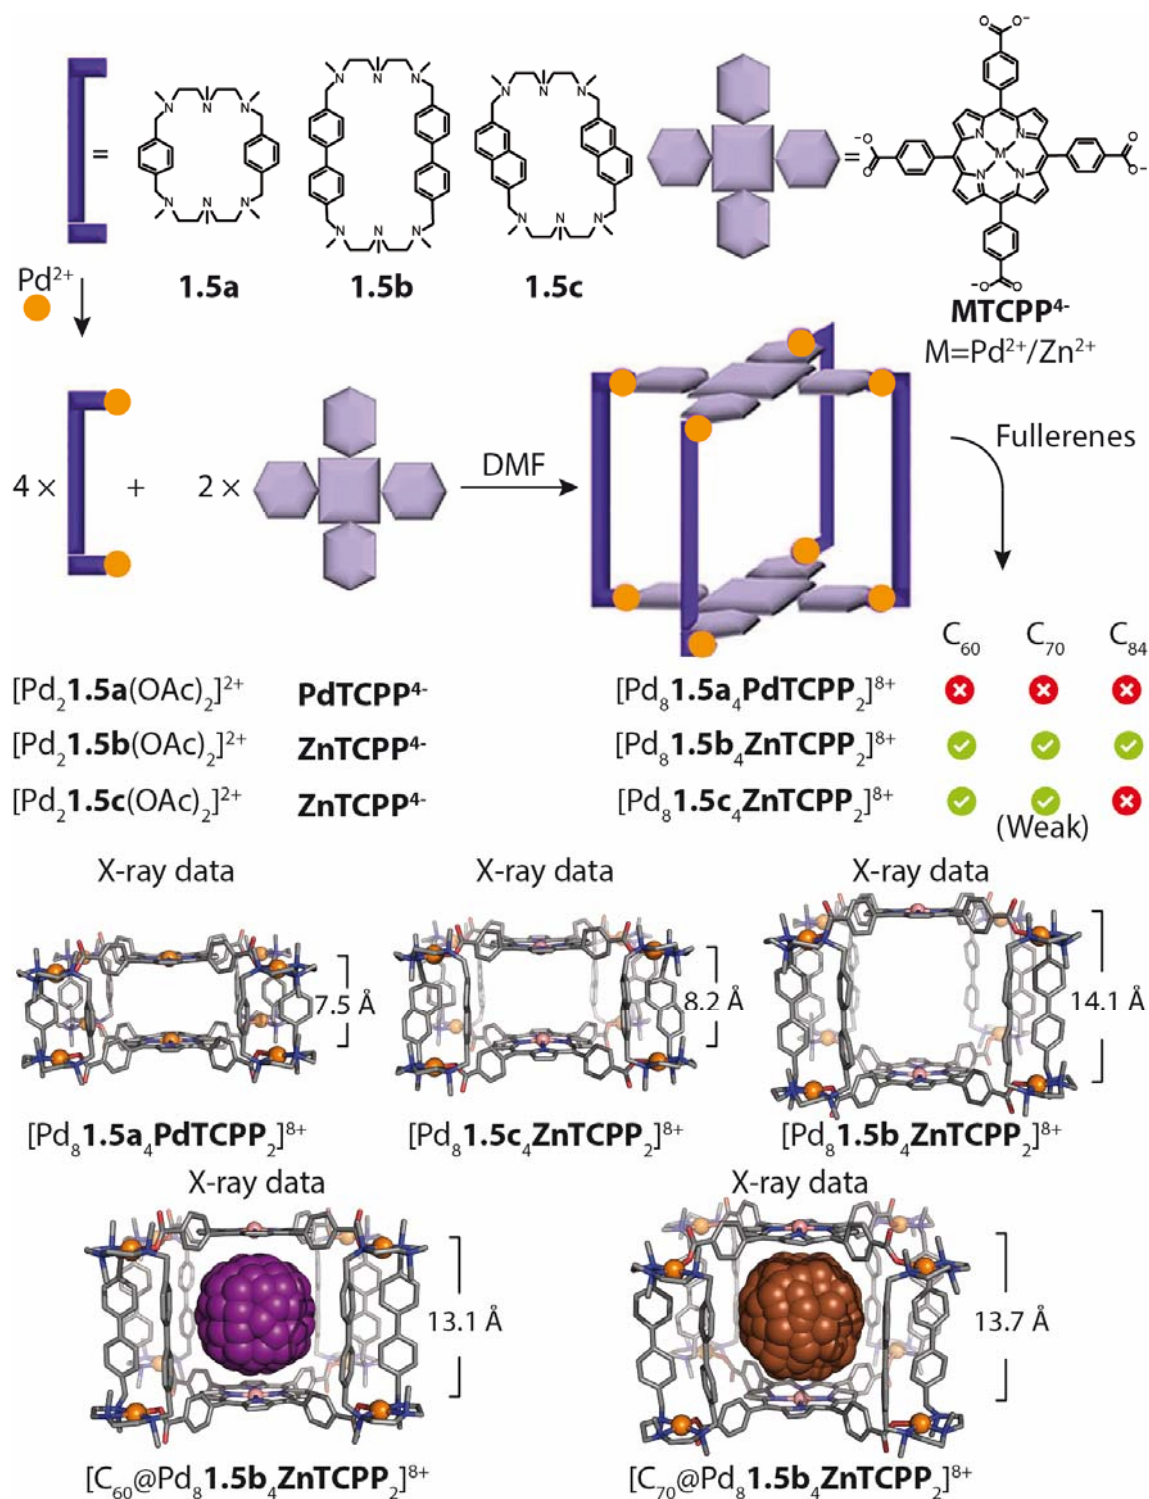 =
N N N
N N N
1.5a
N N N
N N N
1.5b
N N N
N N N
1.5c
=
O O⁻
⁻O O
N N
M
N N
O O⁻
⁻O O
MTCPP⁴⁻
M=Pd²⁺/Zn²⁺
Pd²⁺
4 × + 2 ×
DMF
Fullerenes
C₆₀ C₇₀ C₈₄
[Pd₂1.5a(OAc)₂]²⁺ PdTCPP⁴⁻ [Pd₈1.5a₄PdTCPP₂]⁸⁺
[Pd₂1.5b(OAc)₂]²⁺ ZnTCPP⁴⁻ [Pd₈1.5b₄ZnTCPP₂]⁸⁺
[Pd₂1.5c(OAc)₂]²⁺ ZnTCPP⁴⁻ [Pd₈1.5c₄ZnTCPP₂]⁸⁺
(Weak)
X-ray data X-ray data X-ray data
7.5 Å 8.2 Å 14.1 Å
[Pd₈1.5a₄PdTCPP₂]⁸⁺ [Pd₈1.5c₄ZnTCPP₂]⁸⁺ [Pd₈1.5b₄ZnTCPP₂]⁸⁺
X-ray data X-ray data
13.1 Å 13.7 Å
[C₆₀@Pd₈1.5b₄ZnTCPP₂]⁸⁺ [C₇₀@Pd₈1.5b₄ZnTCPP₂]⁸⁺